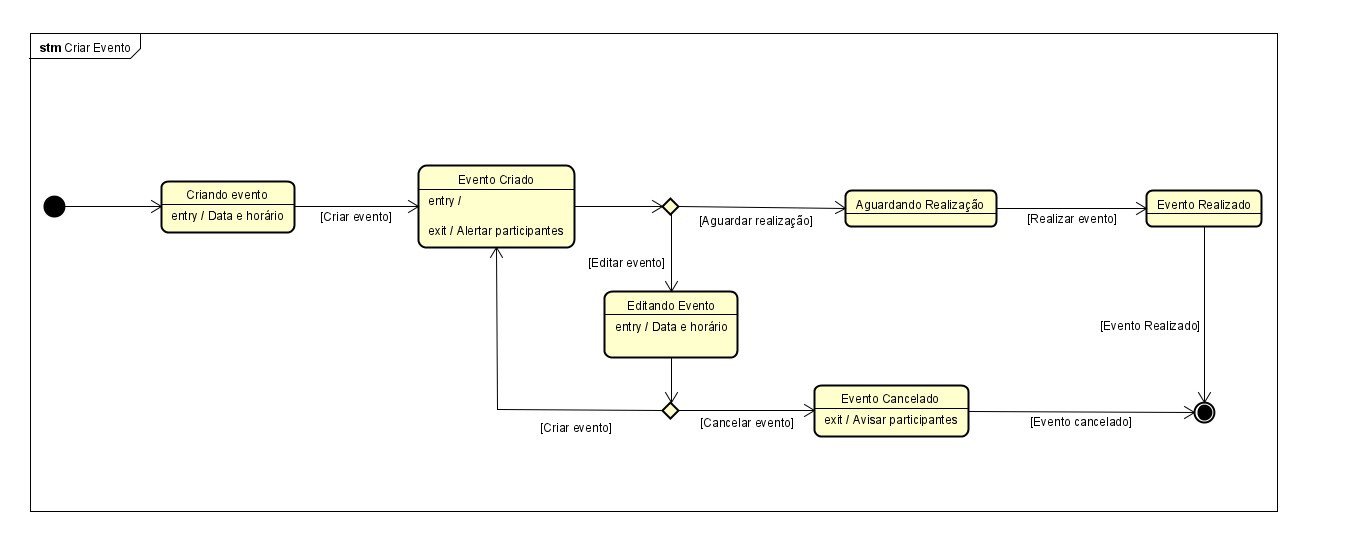 stm Criar Evento
Criando evento
entry / Data e horário
[Criar evento]
Evento Criado
entry /
exit / Alertar participantes
[Aguardar realização]
Aguardando Realização
[Realizar evento]
Evento Realizado
[Editar evento]
Editando Evento
entry / Data e horário
[Evento Realizado]
[Criar evento]
[Cancelar evento]
Evento Cancelado
exit / Avisar participantes
[Evento cancelado]